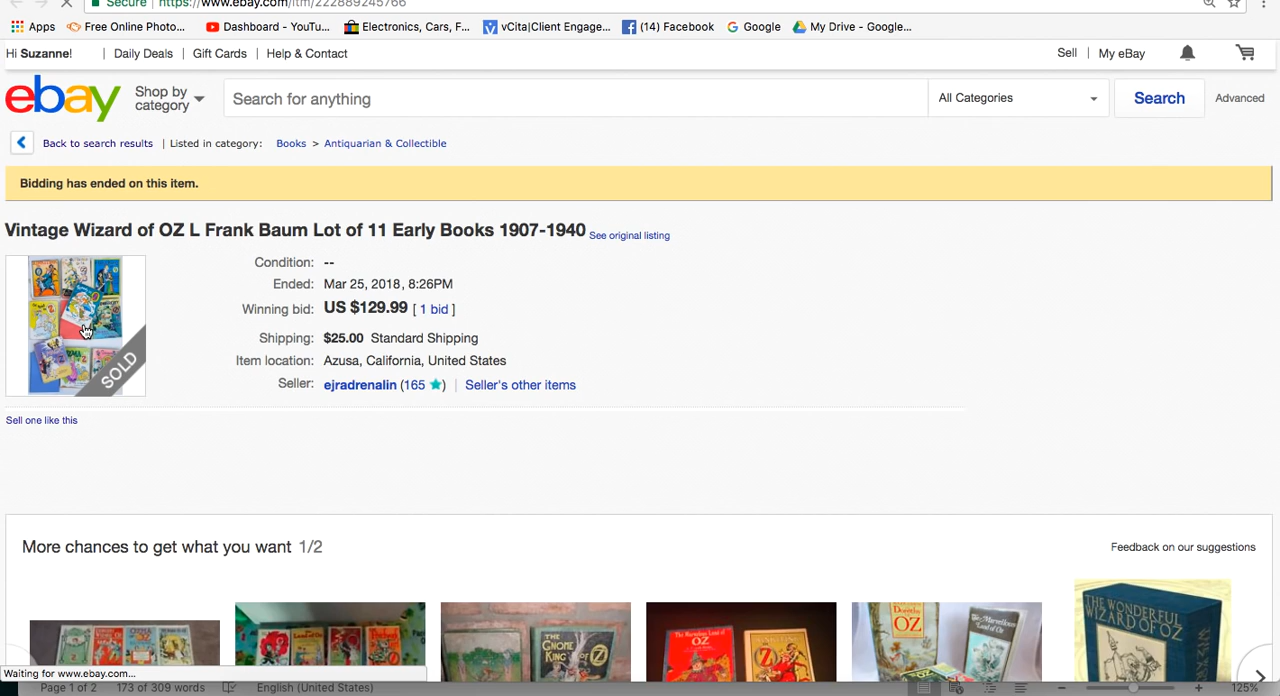 Secure https://www.ebay.com/itm/222889245766
Apps Free Online Photo... Dashboard - YouTu... Electronics, Cars, F... vCita|Client Engage... (14) Facebook Google My Drive - Google...
Hi Suzanne! | Daily Deals | Gift Cards | Help & Contact Sell | My eBay
ebay Shop by category Search for anything All Categories Search Advanced
Back to search results | Listed in category: Books > Antiquarian & Collectible
Bidding has ended on this item.
Vintage Wizard of OZ L Frank Baum Lot of 11 Early Books 1907-1940 See original listing
Condition: --
Ended: Mar 25, 2018, 8:26PM
Winning bid: US $129.99 [ 1 bid ]
Shipping: $25.00 Standard Shipping
Item location: Azusa, California, United States
Seller: ejradrenalin (165 ) | Seller's other items
SOLD
Sell one like this
More chances to get what you want 1/2 Feedback on our suggestions
THE WONDERFUL
WIZARD OF OZ
Waiting for www.ebay.com...
Page 1 of 2 173 of 309 words English (United States) 125%